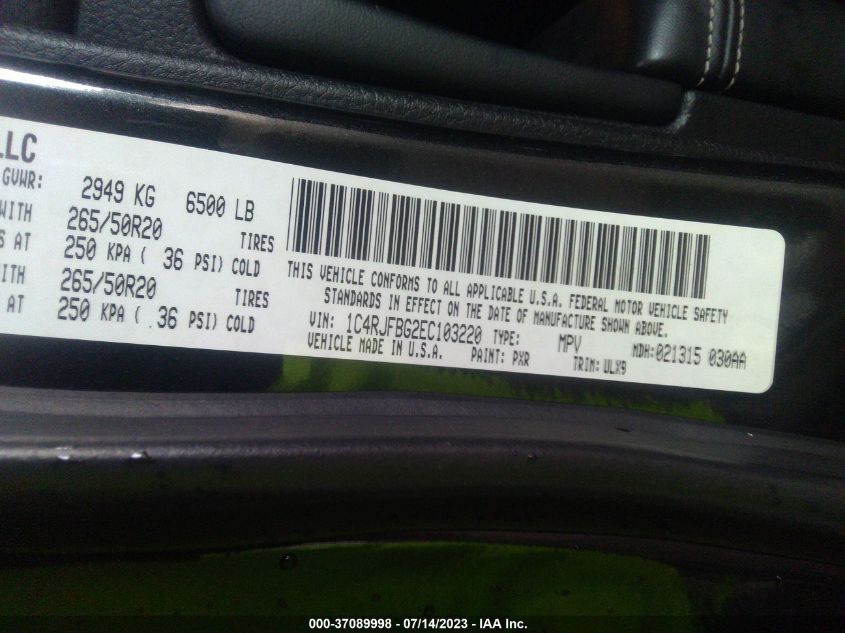 LLC
GVWR: 2949 KG 6500 LB
WITH 265/50R20 TIRES
S AT 250 KPA ( 36 PSI) COLD
WITH 265/50R20 TIRES
AT 250 KPA ( 36 PSI) COLD
THIS VEHICLE CONFORMS TO ALL APPLICABLE U.S.A. FEDERAL MOTOR VEHICLE SAFETY
STANDARDS IN EFFECT ON THE DATE OF MANUFACTURE SHOWN ABOVE.
VIN: 1C4RJFBG2EC103220 TYPE: MPV MDH:021315 030AA
VEHICLE MADE IN U.S.A. PAINT: PXR TRIM: ULX9
000-37089998 - 07/14/2023 - IAA Inc.